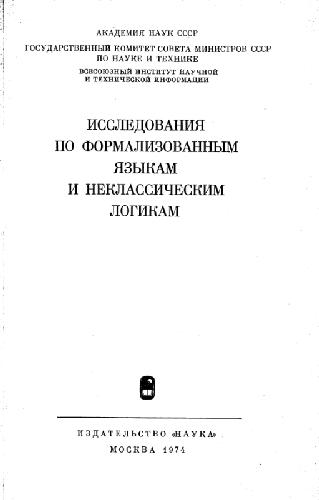 АКАДЕМИЯ НАУК СССР
ГОСУДАРСТВЕННЫЙ КОМИТЕТ СОВЕТА МИНИСТРОВ СССР
ПО НАУКЕ И ТЕХНИКЕ
ВСЕСОЮЗНЫЙ ИНСТИТУТ НАУЧНОЙ
И ТЕХНИЧЕСКОЙ ИНФОРМАЦИИ
ИССЛЕДОВАНИЯ
ПО ФОРМАЛИЗОВАННЫМ
ЯЗЫКАМ
И НЕКЛАССИЧЕСКИМ
ЛОГИКАМ
ИЗДАТЕЛЬСТВО «НАУКА»
МОСКВА 1974